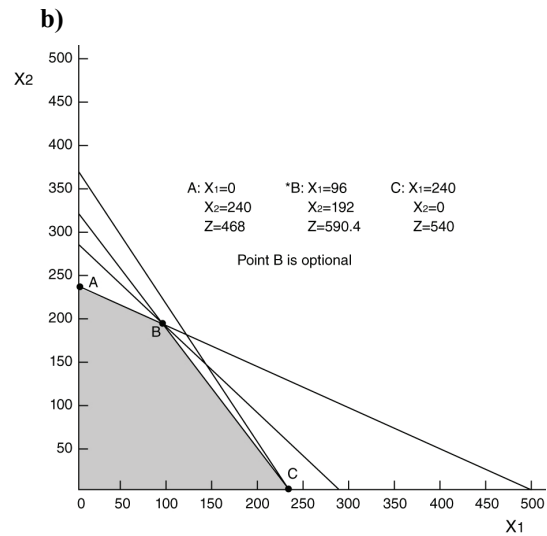 b)
500
X2
450
400
350
A: X1=0 *B: X1=96 C: X1=240
X2=240 X2=192 X2=0
Z=468 Z=590.4 Z=540
300
Point B is optional
250
A
200
B
150
100
50
C
0 50 100 150 200 250 300 350 400 450 500
X1